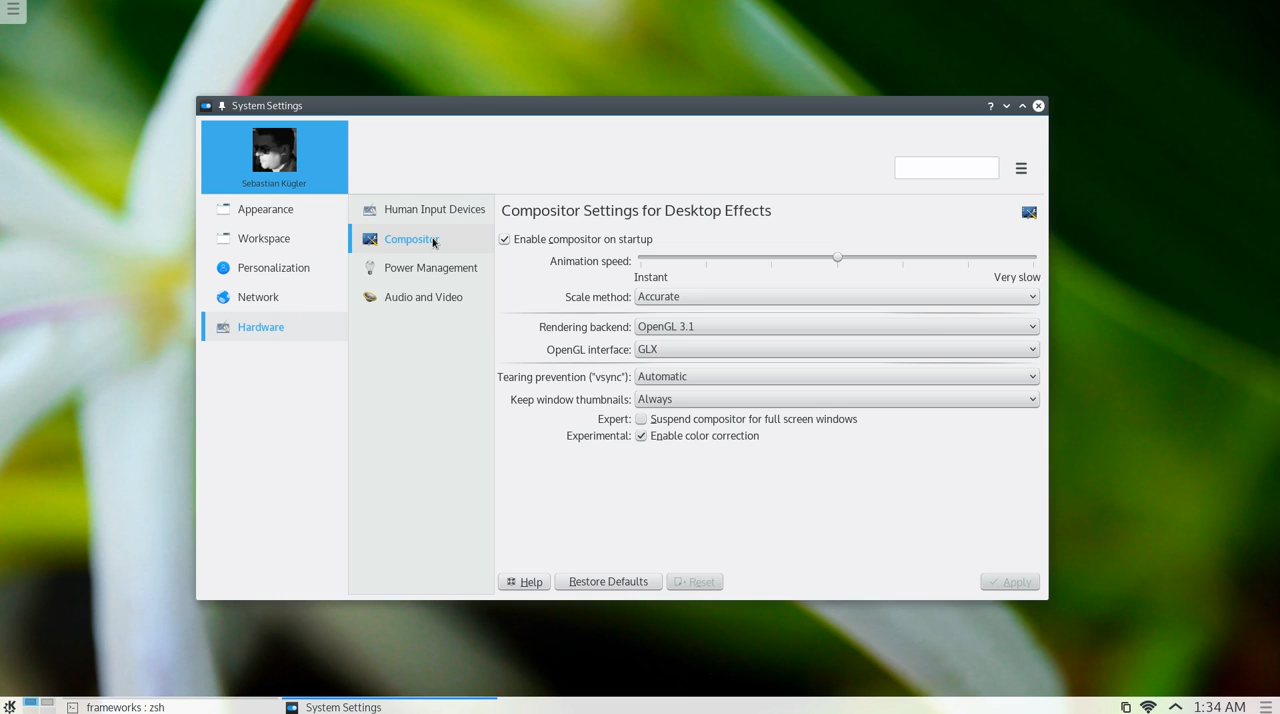 System Settings
?
Sebastian Kügler
Appearance
Workspace
Personalization
Network
Hardware
Human Input Devices
Compositor
Power Management
Audio and Video
Compositor Settings for Desktop Effects
Enable compositor on startup
Animation speed:
Instant Very slow
Scale method: Accurate
Rendering backend: OpenGL 3.1
OpenGL interface: GLX
Tearing prevention ("vsync"): Automatic
Keep window thumbnails: Always
Expert: Suspend compositor for full screen windows
Experimental: Enable color correction
Help Restore Defaults Reset Apply
frameworks : zsh System Settings 1:34 AM